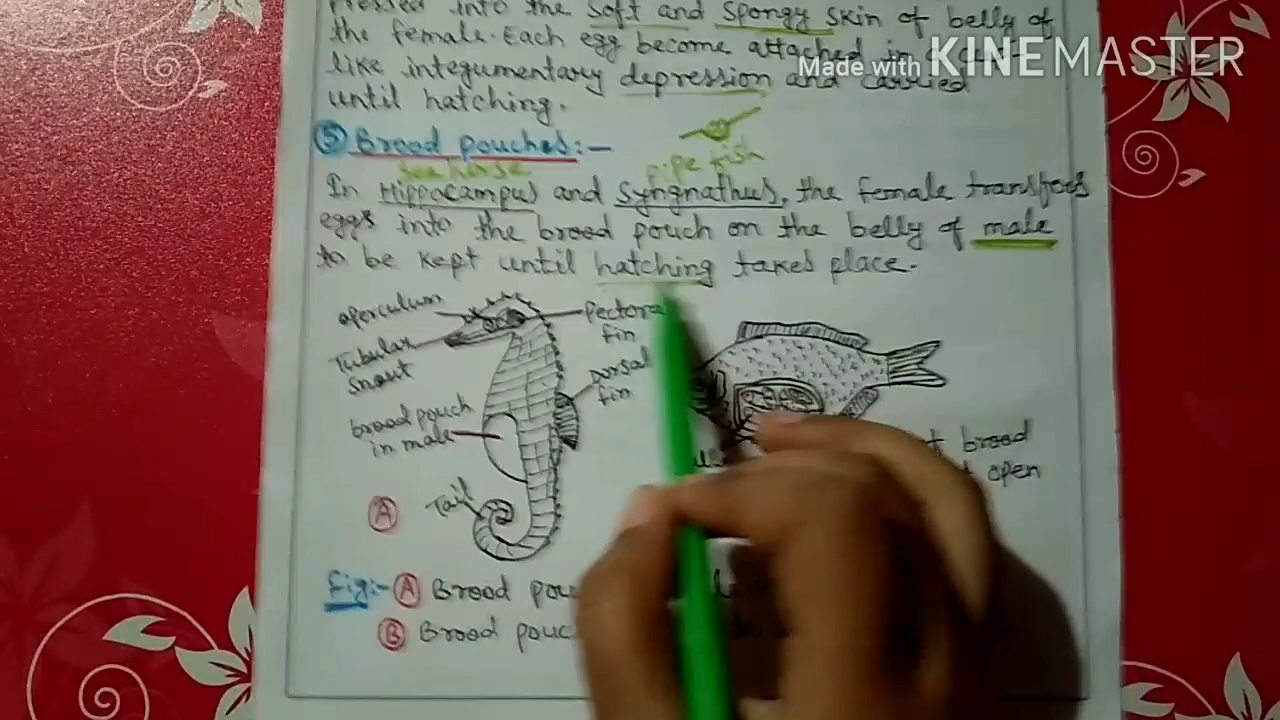 pressed into the soft and spongy skin of belly of
the female. Each egg become attached in a
like integumentary depression and carried
until hatching.
Made with KINEMASTER
⑤ Brood pouches:-
sea horse pipe fish
In Hippocampus and Syngnathus, the female transfers
eggs into the brood pouch on the belly of male
to be kept until hatching takes place.
operculum
Pectoral
fin
Tubular
snout
Dorsal
fin
brood pouch
in male
brood
open
Tail
A
Fig:- A Brood
B Brood